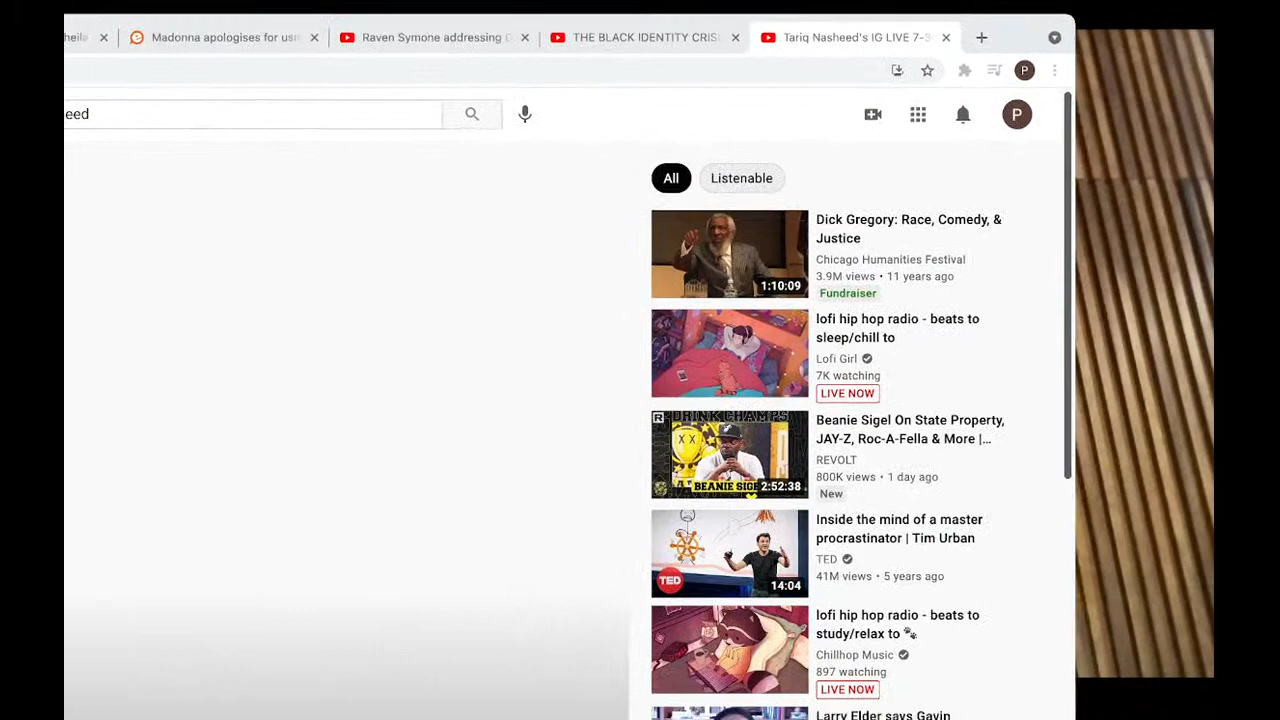 heila
Madonna apologises for usin
Raven Symone addressing D
THE BLACK IDENTITY CRIS
Tariq Nasheed's IG LIVE 7-3
P
eed
P
All
Listenable
Dick Gregory: Race, Comedy, &
Justice
Chicago Humanities Festival
3.9M views • 11 years ago
Fundraiser
1:10:09
lofi hip hop radio - beats to
sleep/chill to
Lofi Girl
7K watching
LIVE NOW
DRINK CHAMPS
BEANIE SIGE
2:52:38
Beanie Sigel On State Property,
JAY-Z, Roc-A-Fella & More |...
REVOLT
800K views • 1 day ago
New
TED
14:04
Inside the mind of a master
procrastinator | Tim Urban
TED
41M views • 5 years ago
lofi hip hop radio - beats to
study/relax to 🐾
Chillhop Music
897 watching
LIVE NOW
Larry Elder says Gavin